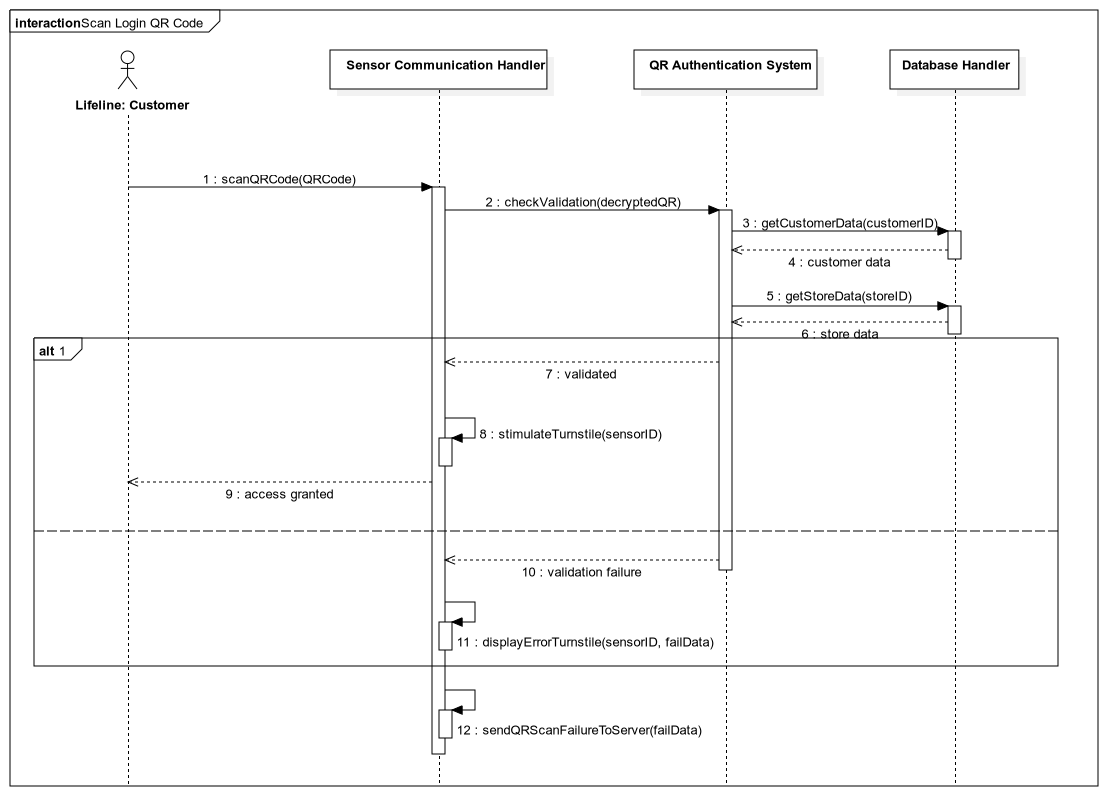 interactionScan Login QR Code
Lifeline: Customer
Sensor Communication Handler
QR Authentication System
Database Handler
1 : scanQRCode(QRCode)
2 : checkValidation(decryptedQR)
3 : getCustomerData(customerID)
4 : customer data
5 : getStoreData(storeID)
6 : store data
alt 1
7 : validated
8 : stimulateTurnstile(sensorID)
9 : access granted
10 : validation failure
11 : displayErrorTurnstile(sensorID, failData)
12 : sendQRScanFailureToServer(failData)